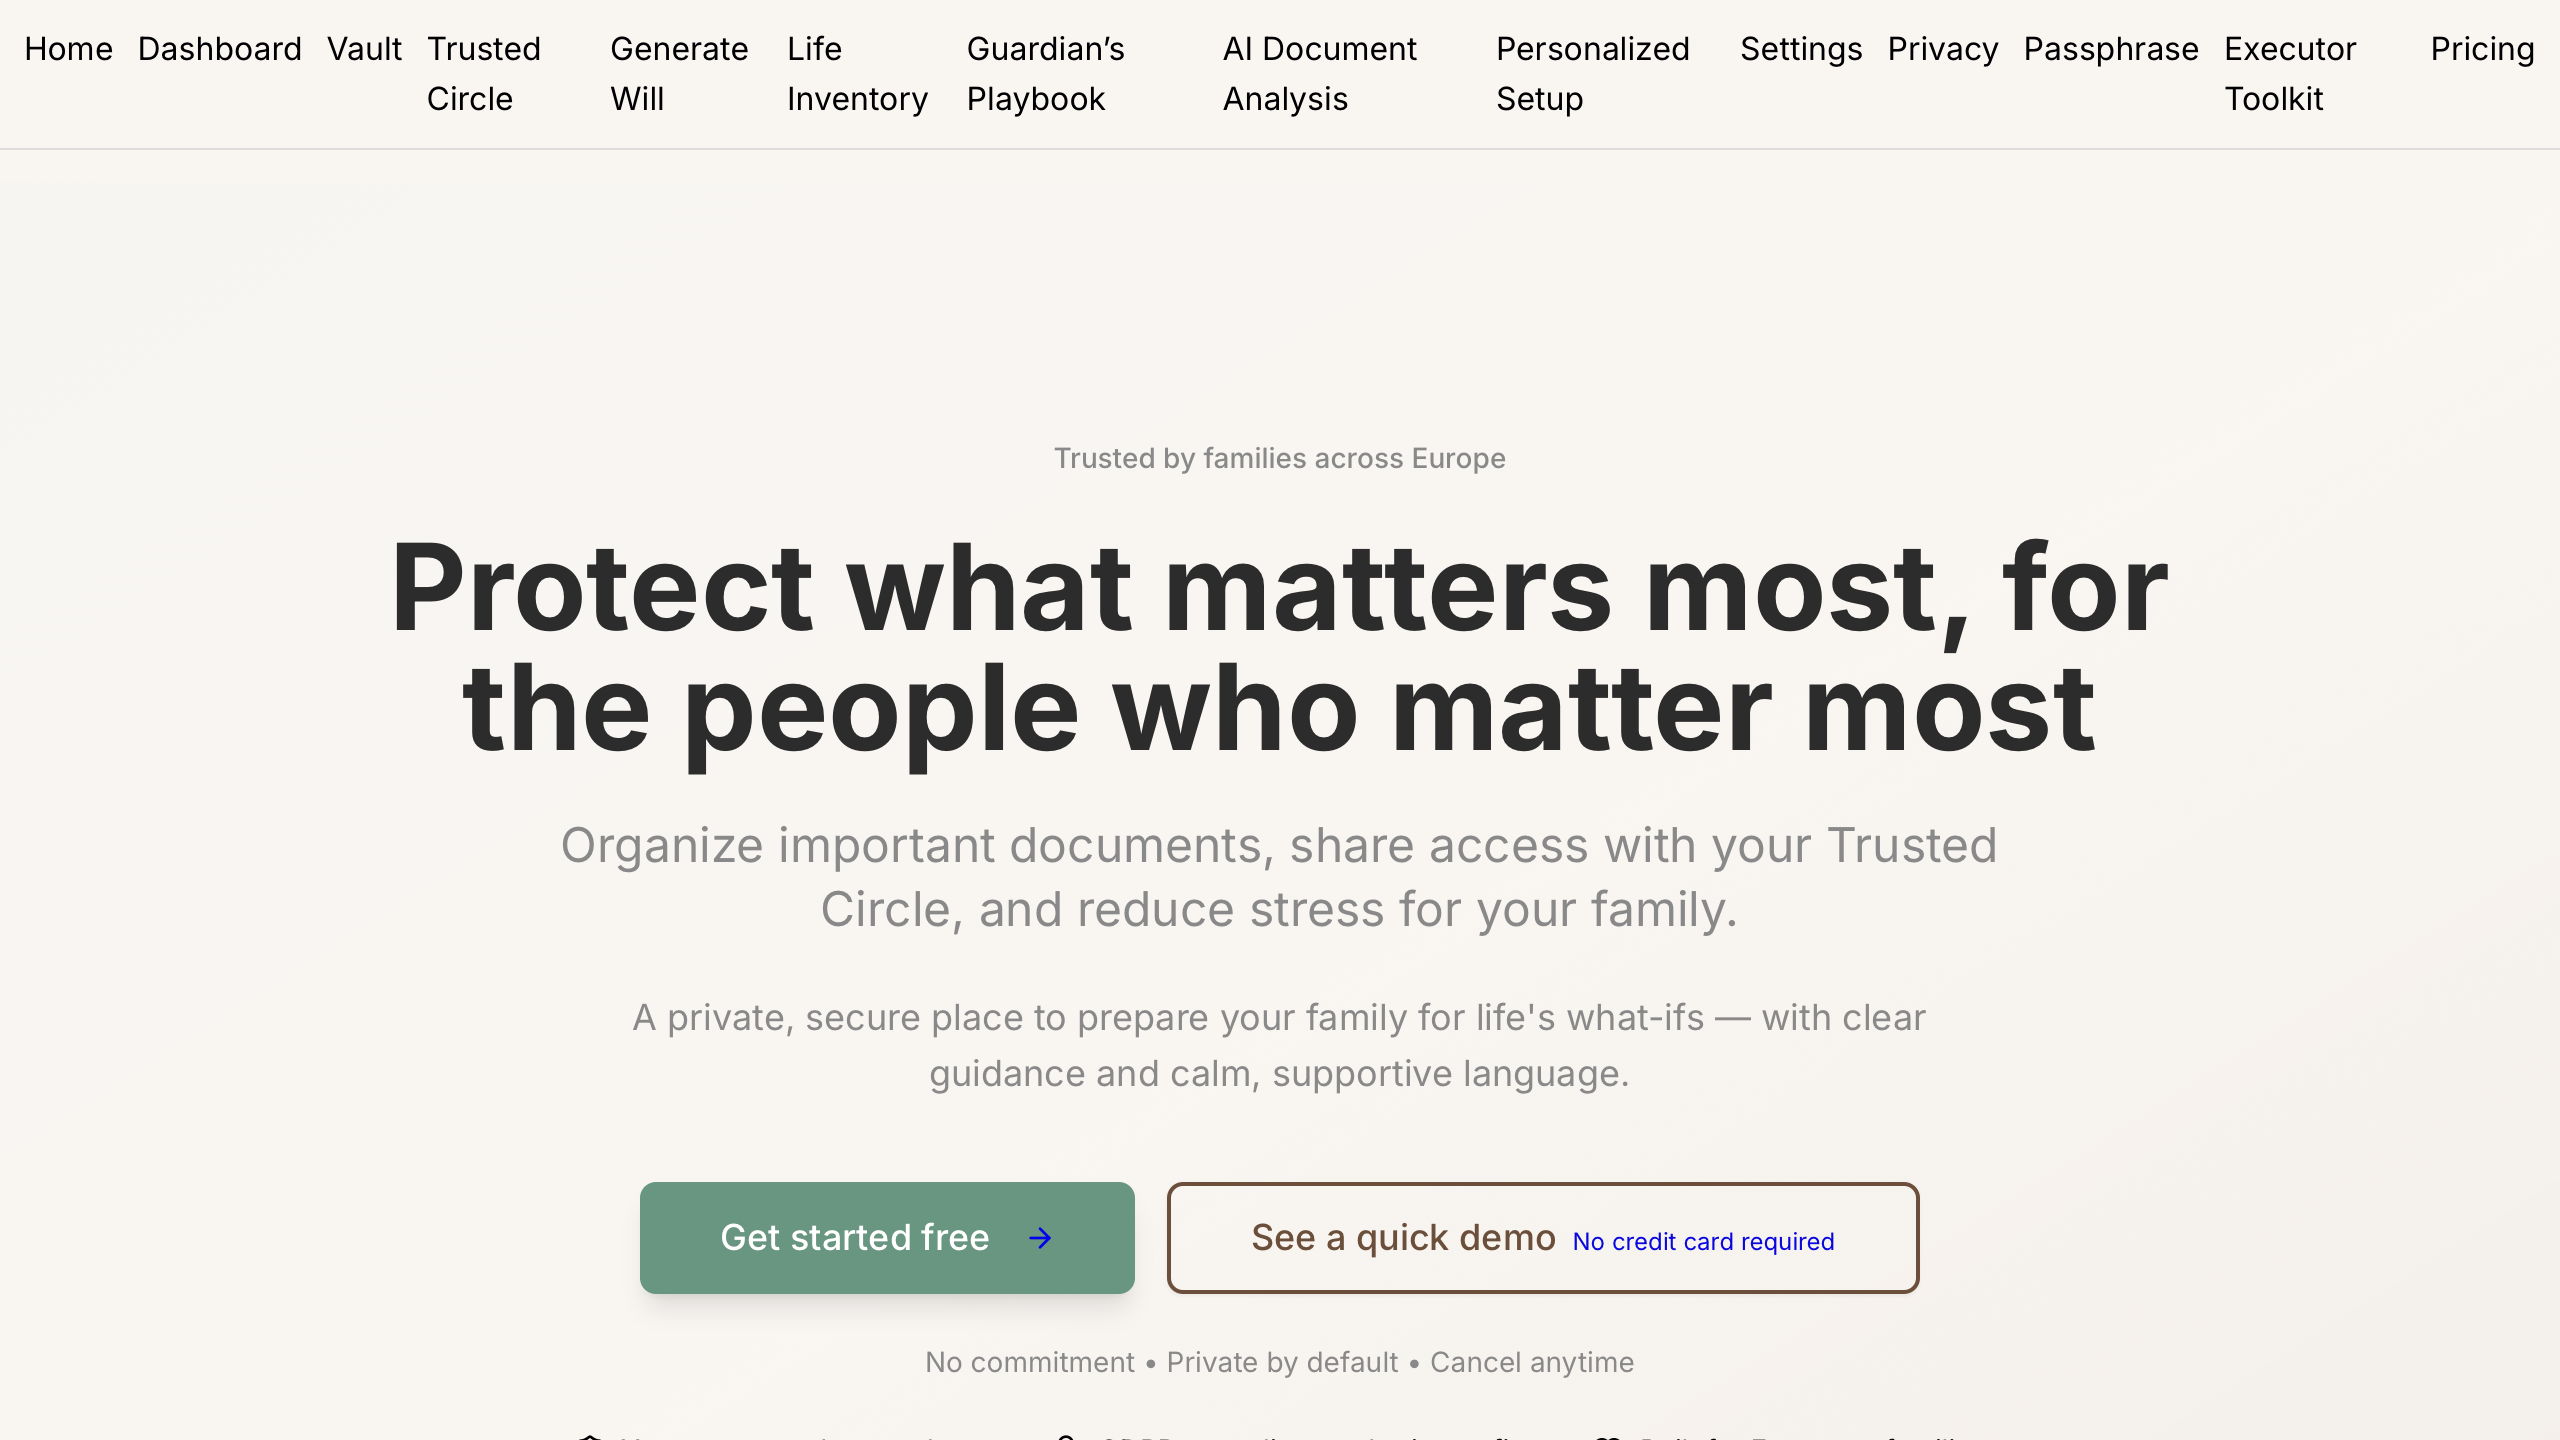 Home Dashboard Vault Trusted Circle Generate Will Life Inventory Guardian’s Playbook AI Document Analysis Personalized Setup Settings Privacy Passphrase Executor Toolkit Pricing
Trusted by families across Europe
Protect what matters most, for
the people who matter most
Organize important documents, share access with your Trusted
Circle, and reduce stress for your family.
A private, secure place to prepare your family for life's what-ifs — with clear
guidance and calm, supportive language.
Get started free → See a quick demo No credit card required
No commitment • Private by default • Cancel anytime